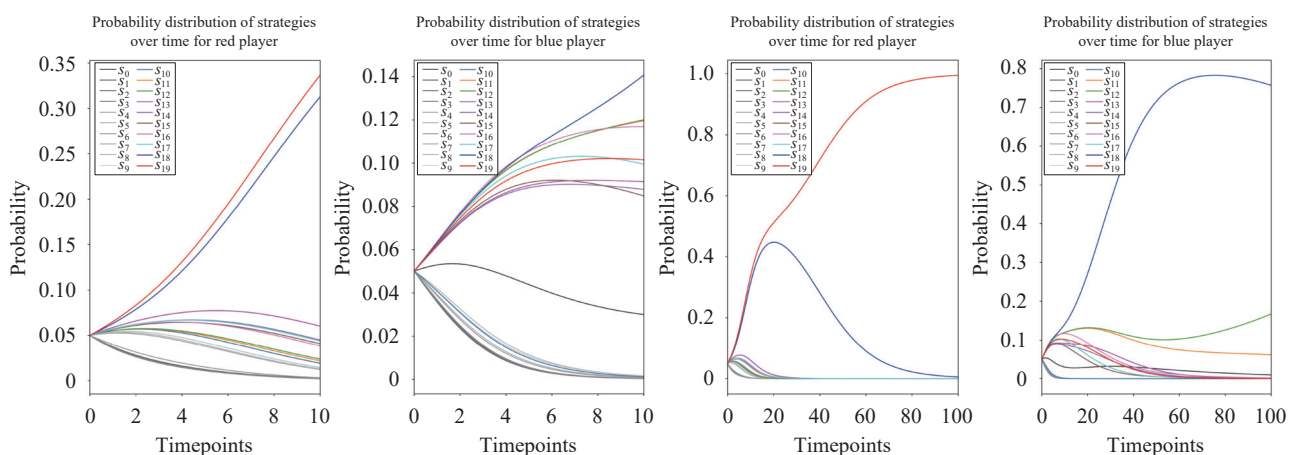 Probability distribution of strategies
over time for red player
0.35
0.30
0.25
0.20
0.15
0.10
0.05
0
Probability
S0 S10
S1 S11
S2 S12
S3 S13
S4 S14
S5 S15
S6 S16
S7 S17
S8 S18
S9 S19
0 2 4 6 8 10
Timepoints
Probability distribution of strategies
over time for blue player
0.14
0.12
0.10
0.08
0.06
0.04
0.02
0
Probability
S0 S10
S1 S11
S2 S12
S3 S13
S4 S14
S5 S15
S6 S16
S7 S17
S8 S18
S9 S19
0 2 4 6 8 10
Timepoints
Probability distribution of strategies
over time for red player
1.0
0.8
0.6
0.4
0.2
0
Probability
S0 S10
S1 S11
S2 S12
S3 S13
S4 S14
S5 S15
S6 S16
S7 S17
S8 S18
S9 S19
0 20 40 60 80 100
Timepoints
Probability distribution of strategies
over time for blue player
0.8
0.7
0.6
0.5
0.4
0.3
0.2
0.1
0
Probability
S0 S10
S1 S11
S2 S12
S3 S13
S4 S14
S5 S15
S6 S16
S7 S17
S8 S18
S9 S19
0 20 40 60 80 100
Timepoints